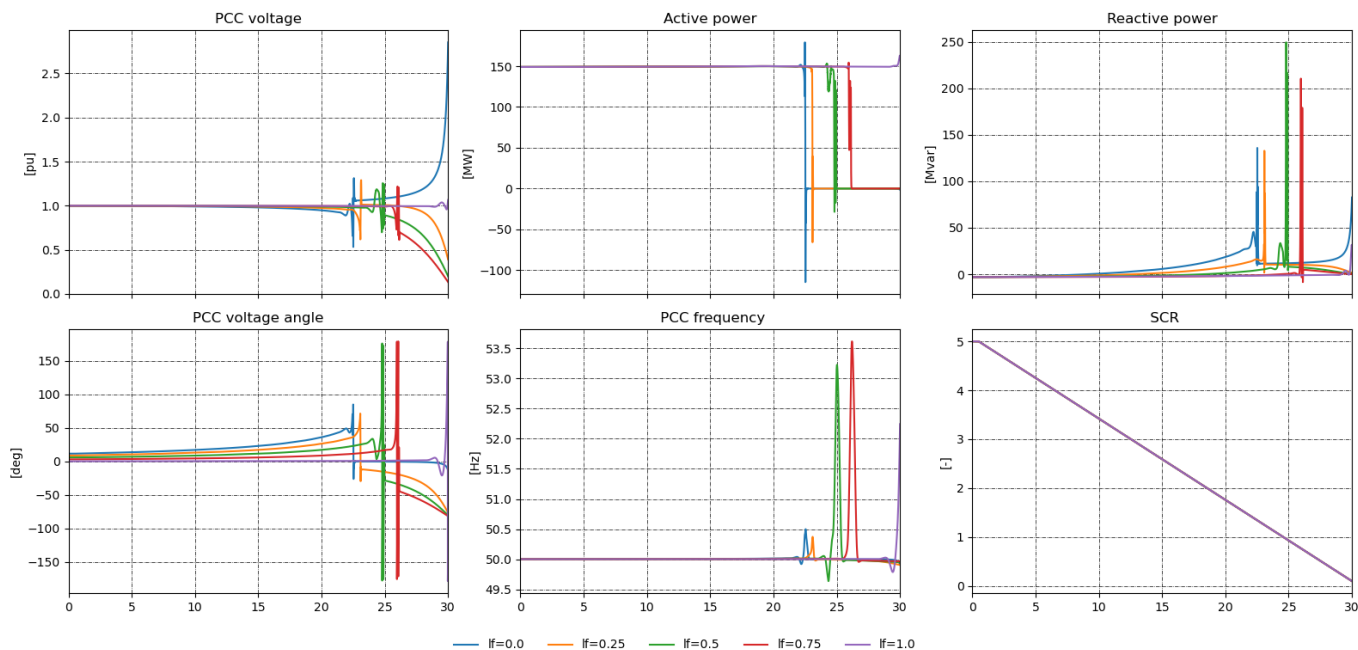 PCC voltage
[pu]
2.5
2.0
1.5
1.0
0.5
0.0
Active power
[MW]
150
100
50
0
−50
−100
Reactive power
[Mvar]
250
200
150
100
50
0
PCC voltage angle
[deg]
150
100
50
0
−50
−100
−150
0 5 10 15 20 25 30
PCC frequency
[Hz]
53.5
53.0
52.5
52.0
51.5
51.0
50.5
50.0
49.5
0 5 10 15 20 25 30
SCR
[-]
5
4
3
2
1
0
0 5 10 15 20 25 30
lf=0.0 lf=0.25 lf=0.5 lf=0.75 lf=1.0